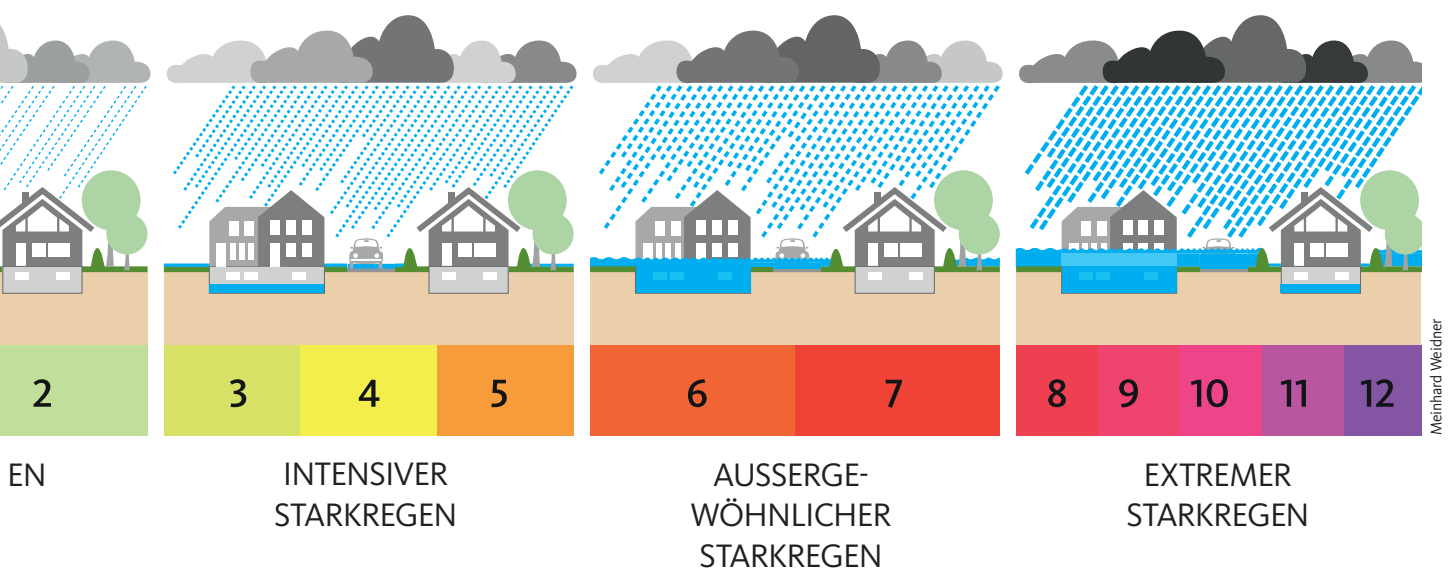 2
3
4
5
6
7
8
9
10
11
12
EN
INTENSIVER
STARKREGEN
AUSSERGE-
WÖHNLICHER
STARKREGEN
EXTREMER
STARKREGEN
Meinhard Weidner